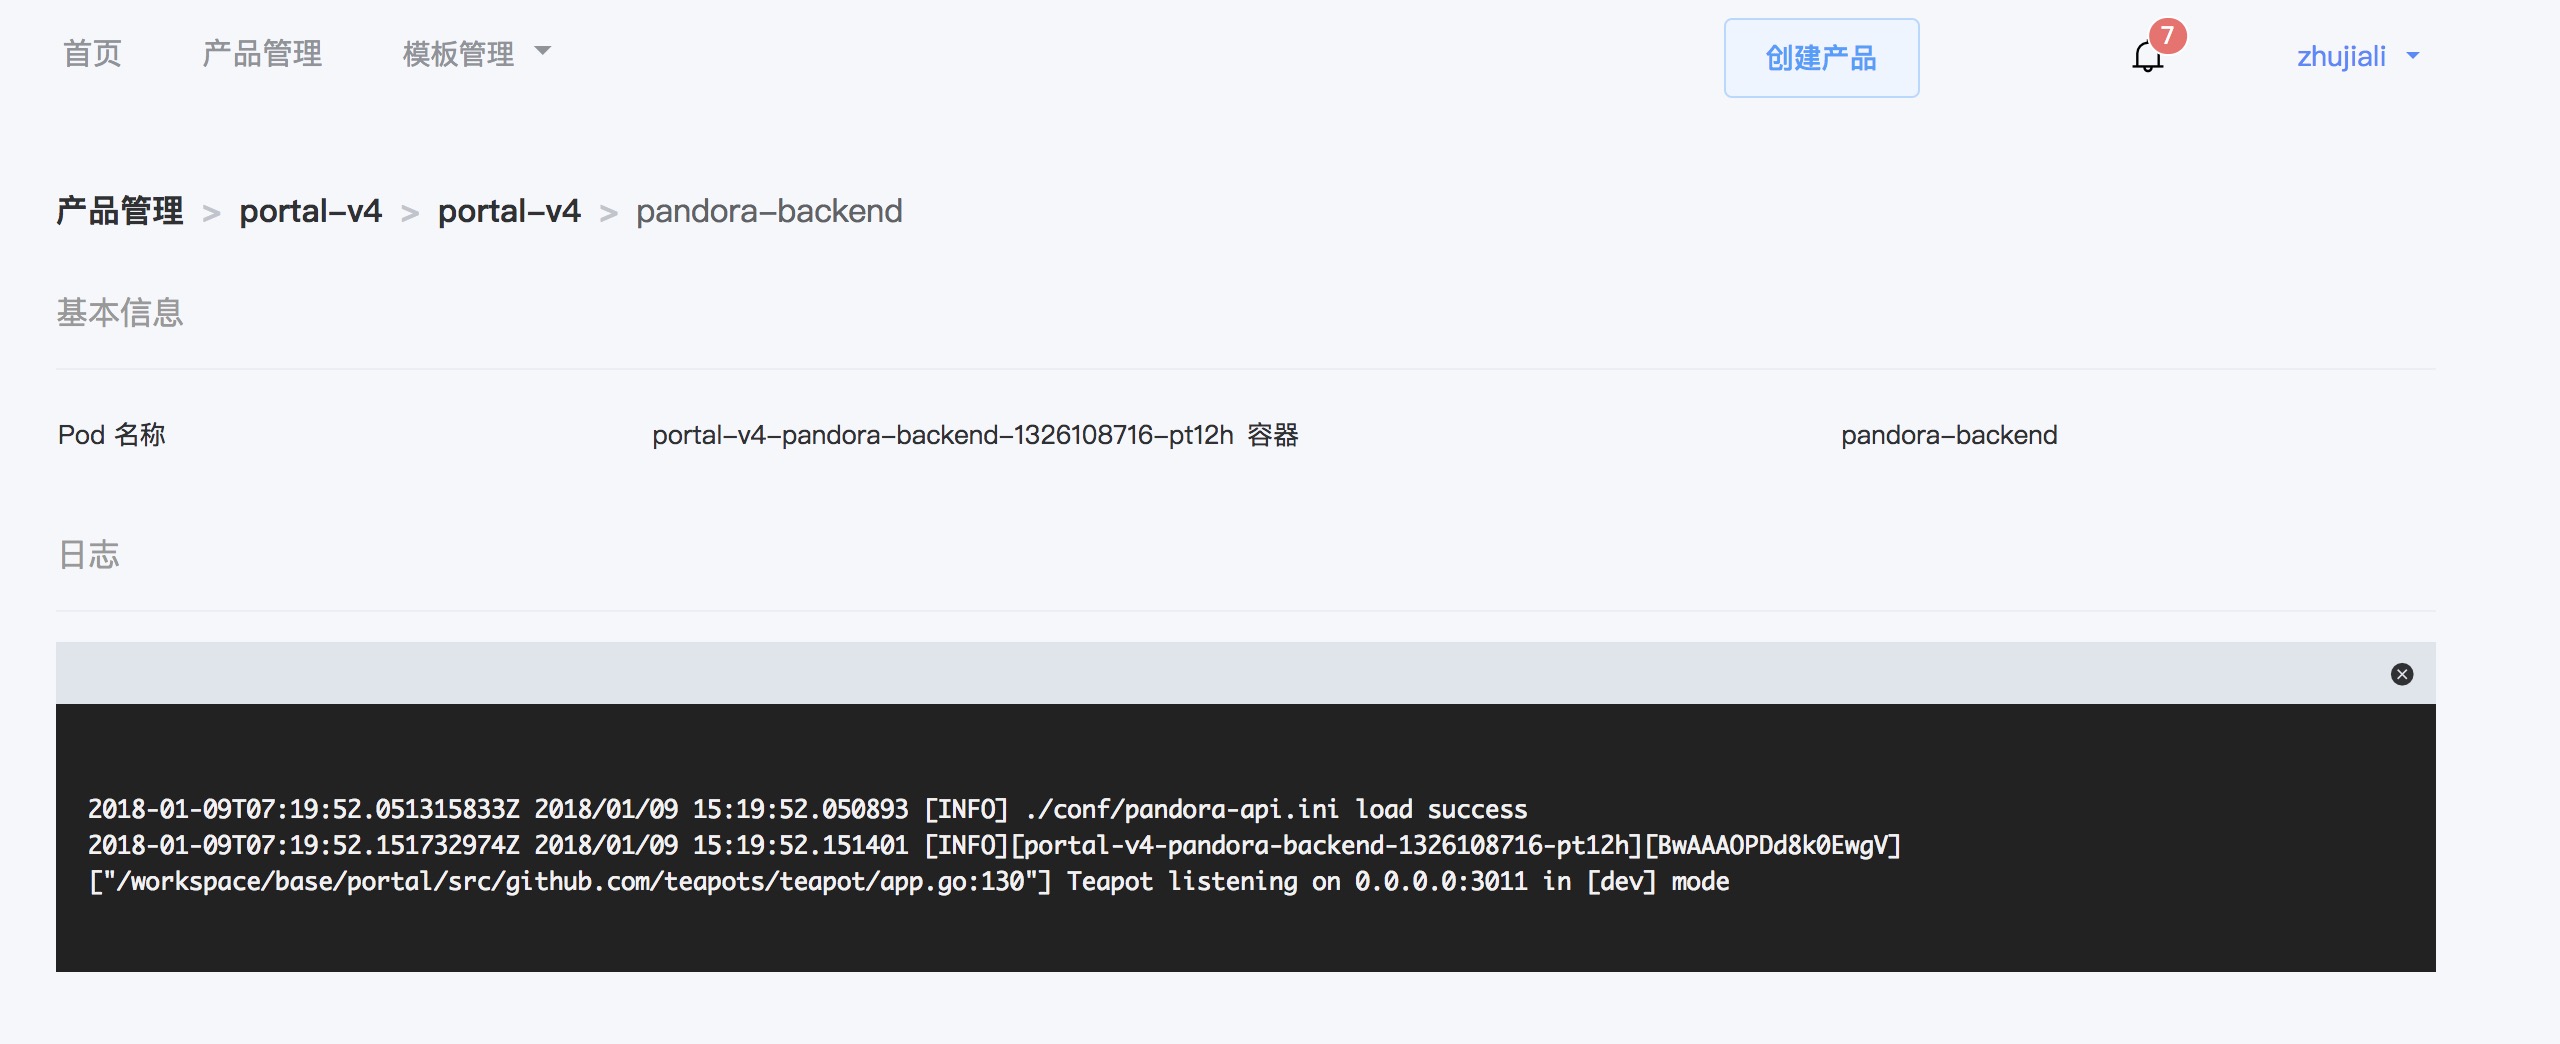 首页 产品管理 模板管理 创建产品 7 zhujiali
产品管理 > portal-v4 > portal-v4 > pandora-backend
基本信息
Pod 名称 portal-v4-pandora-backend-1326108716-pt12h 容器 pandora-backend
日志
2018-01-09T07:19:52.051315833Z 2018/01/09 15:19:52.050893 [INFO] ./conf/pandora-api.ini load success
2018-01-09T07:19:52.151732974Z 2018/01/09 15:19:52.151401 [INFO][portal-v4-pandora-backend-1326108716-pt12h][BwAAAOPDd8k0EwgV]
["/workspace/base/portal/src/github.com/teapots/teapot/app.go:130"] Teapot listening on 0.0.0.0:3011 in [dev] mode